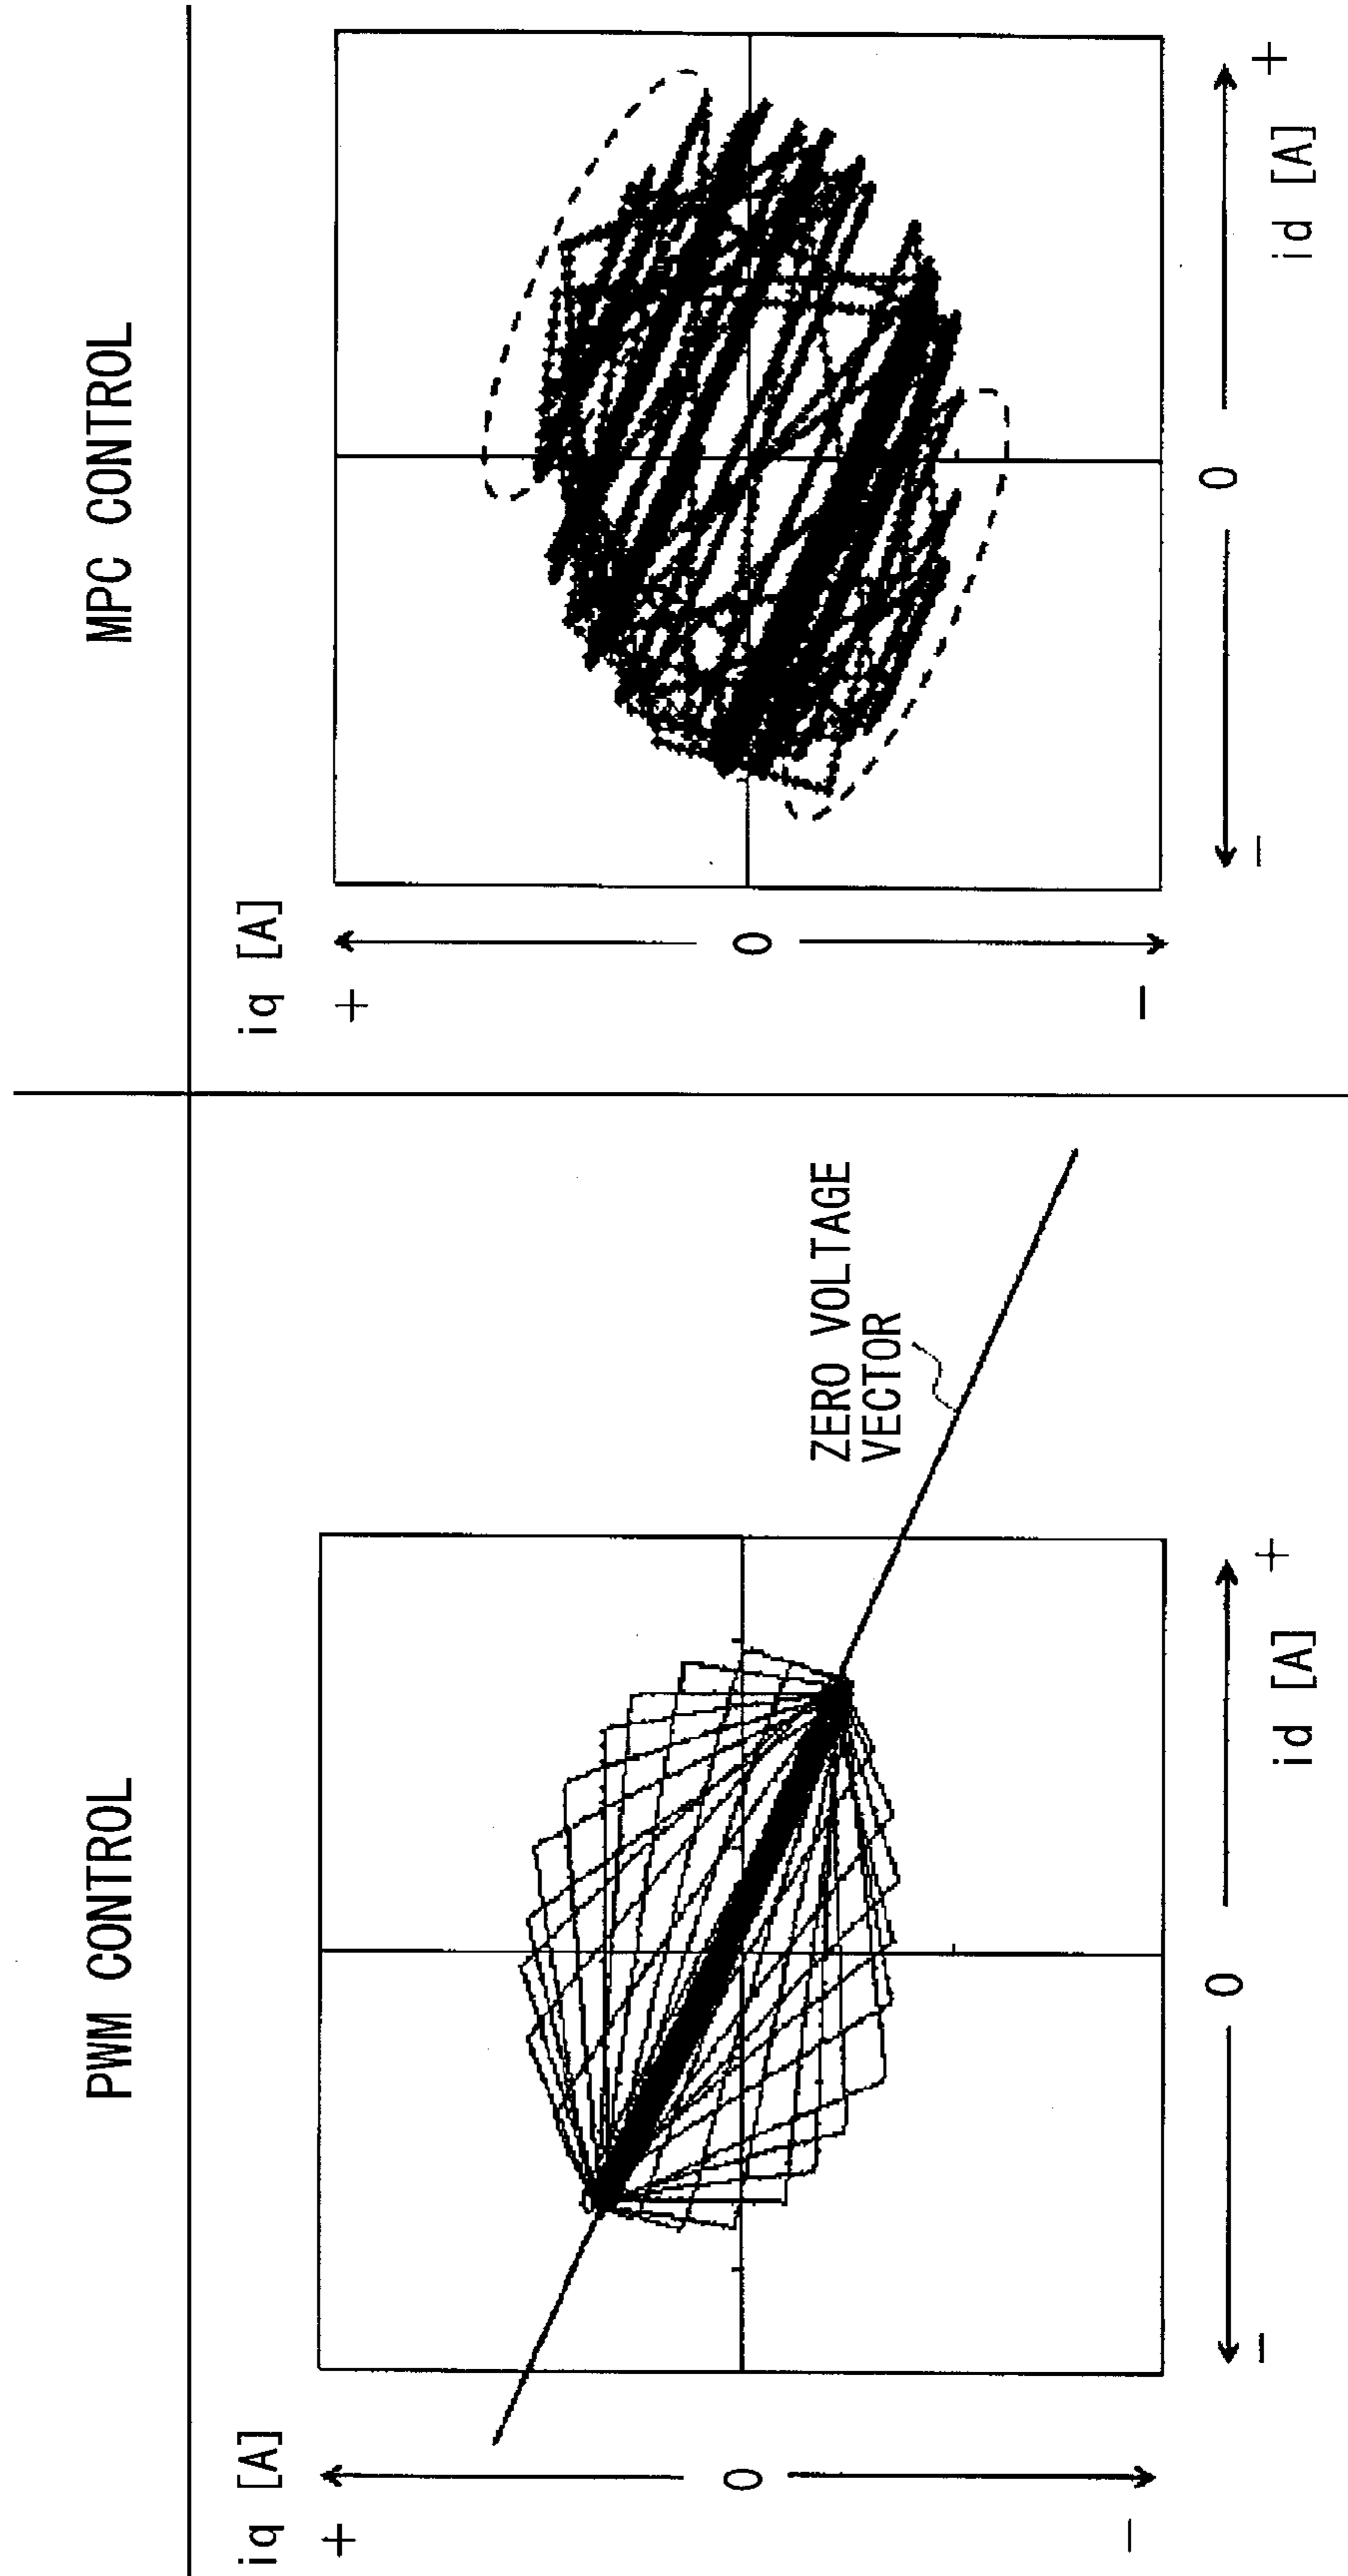 PWM CONTROL
MPC CONTROL
iq [A]
+
0
−
ZERO VOLTAGE
VECTOR
−
0
+
id [A]
iq [A]
+
0
−
−
0
+
id [A]